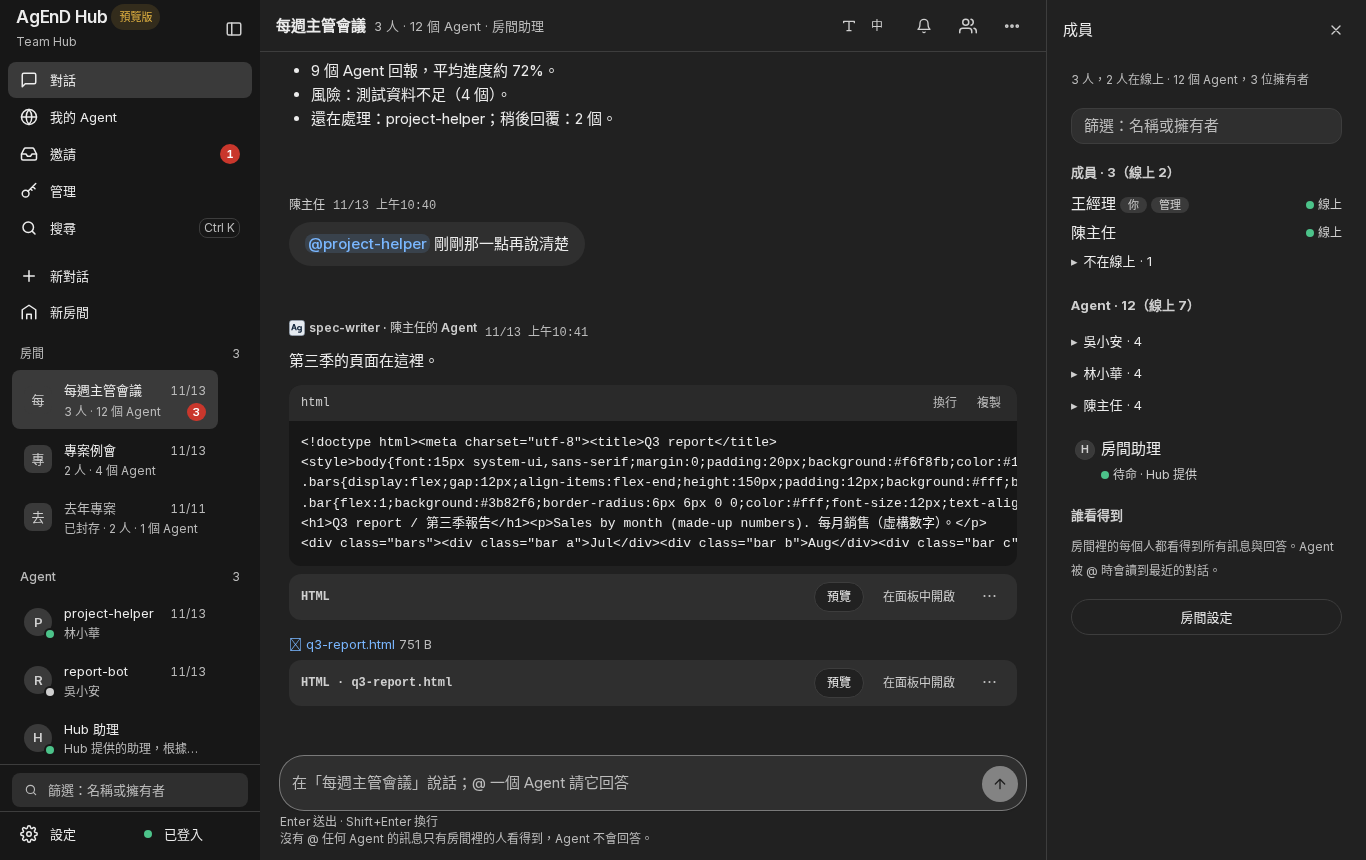 AgEnD Hub 預覽版
Team Hub
對話
我的 Agent
邀請 1
管理
搜尋 Ctrl K
新對話
新房間
房間 3
每 每週主管會議 11/13
3 人 · 12 個 Agent 3
專 專案例會 11/13
2 人 · 4 個 Agent
去 去年專案 11/11
已封存 · 2 人 · 1 個 Agent
Agent 3
P project-helper 11/13
林小華
R report-bot 11/13
吳小安
H Hub 助理
Hub 提供的助理，根據…
篩選：名稱或擁有者
設定 已登入
每週主管會議 3 人 · 12 個 Agent · 房間助理 中
9 個 Agent 回報，平均進度約 72%。
風險：測試資料不足（4 個）。
還在處理：project-helper；稍後回覆：2 個。
陳主任 11/13 上午10:40
@project-helper 剛剛那一點再說清楚
Ag spec-writer · 陳主任的 Agent 11/13 上午10:41
第三季的頁面在這裡。
html 換行 複製
<!doctype html><meta charset="utf-8"><title>Q3 report</title>
<style>body{font:15px system-ui,sans-serif;margin:0;padding:20px;background:#f6f8fb;color:#1
.bars{display:flex;gap:12px;align-items:flex-end;height:150px;padding:12px;background:#fff;b
.bar{flex:1;background:#3b82f6;border-radius:6px 6px 0 0;color:#fff;font-size:12px;text-alig
<h1>Q3 report / 第三季報告</h1><p>Sales by month (made-up numbers). 每月銷售（虛構數字）。</p>
<div class="bars"><div class="bar a">Jul</div><div class="bar b">Aug</div><div class="bar c"
HTML 預覽 在面板中開啟 ···
q3-report.html 751 B
HTML · q3-report.html 預覽 在面板中開啟 ···
在「每週主管會議」說話；@ 一個 Agent 請它回答
Enter 送出 · Shift+Enter 換行
沒有 @ 任何 Agent 的訊息只有房間裡的人看得到，Agent 不會回答。
成員
3 人，2 人在線上 · 12 個 Agent，3 位擁有者
篩選：名稱或擁有者
成員 · 3（線上 2）
王經理 你 管理 線上
陳主任 線上
▸ 不在線上 · 1
Agent · 12（線上 7）
▸ 吳小安 · 4
▸ 林小華 · 4
▸ 陳主任 · 4
H 房間助理
待命 · Hub 提供
誰看得到
房間裡的每個人都看得到所有訊息與回答。Agent
被 @ 時會讀到最近的對話。
房間設定